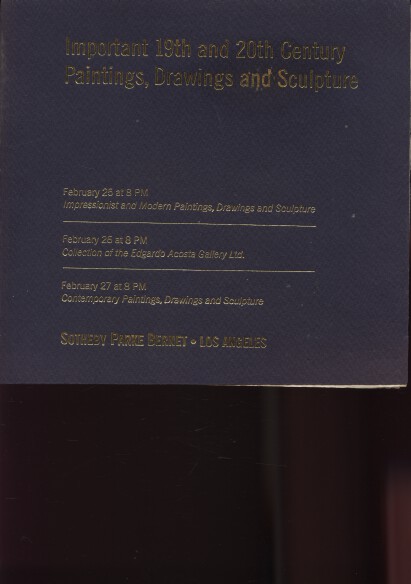 Important 19th and 20th Century
Paintings, Drawings and Sculpture
February 25 at 8 PM
Impressionist and Modern Paintings, Drawings and Sculpture
February 26 at 8 PM
Collection of the Edgardo Acosta Gallery Ltd.
February 27 at 8 PM
Contemporary Paintings, Drawings and Sculpture
SOTHEBY PARKE BERNET • LOS ANGELES